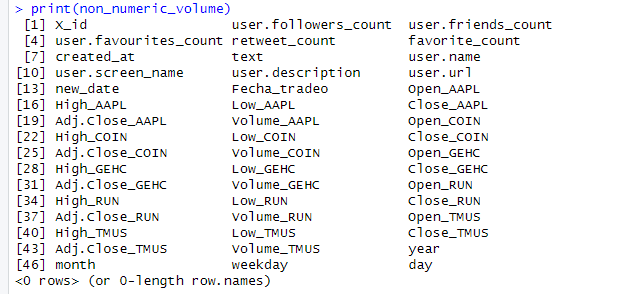 > print(non_numeric_volume)
[1] X_id user.followers_count user.friends_count
[4] user.favourites_count retweet_count favorite_count
[7] created_at text user.name
[10] user.screen_name user.description user.url
[13] new_date Fecha_tradeo Open_AAPL
[16] High_AAPL Low_AAPL Close_AAPL
[19] Adj.Close_AAPL Volume_AAPL Open_COIN
[22] High_COIN Low_COIN Close_COIN
[25] Adj.Close_COIN Volume_COIN Open_GEHC
[28] High_GEHC Low_GEHC Close_GEHC
[31] Adj.Close_GEHC Volume_GEHC Open_RUN
[34] High_RUN Low_RUN Close_RUN
[37] Adj.Close_RUN Volume_RUN Open_TMUS
[40] High_TMUS Low_TMUS Close_TMUS
[43] Adj.Close_TMUS Volume_TMUS year
[46] month weekday day
<0 rows> (or 0-length row.names)